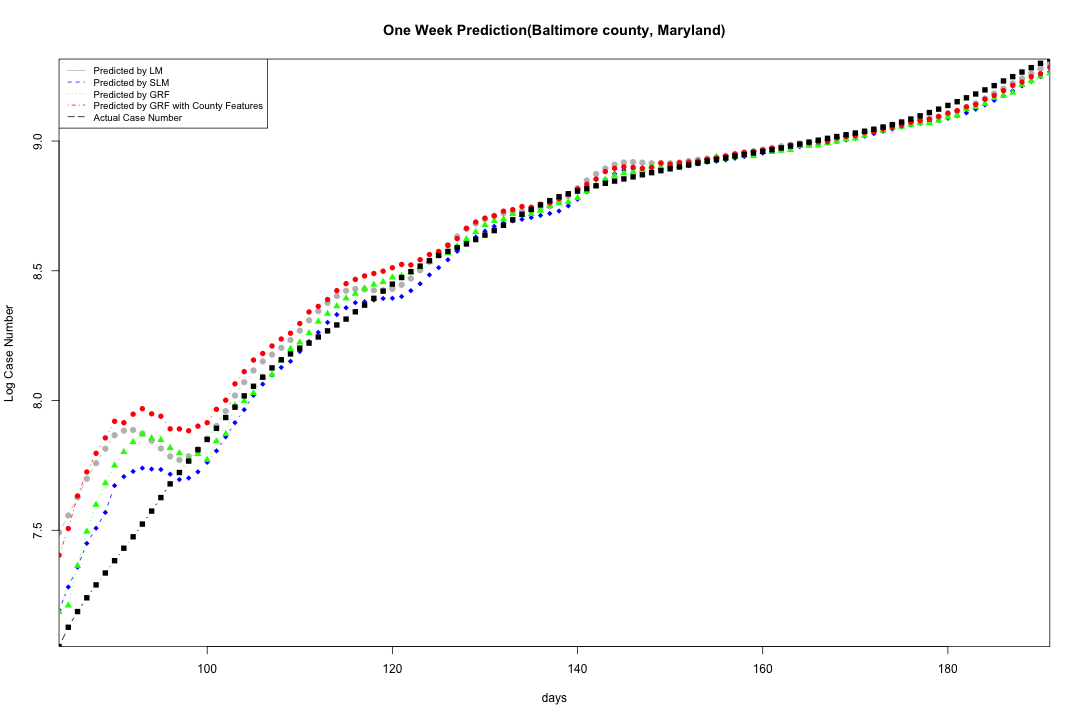 One Week Prediction(Baltimore county, Maryland)
Predicted by LM
Predicted by SLM
Predicted by GRF
Predicted by GRF with County Features
Actual Case Number
9.0
8.5
8.0
7.5
Log Case Number
100 120 140 160 180
days